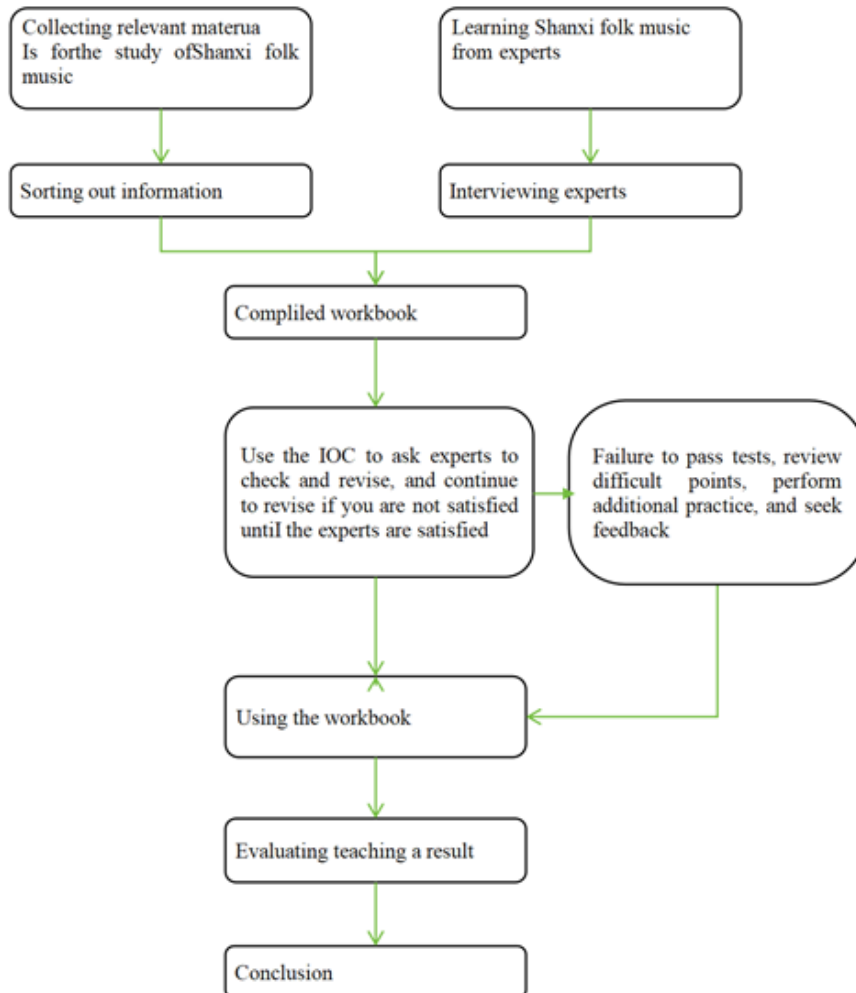 Collecting relevant materua
Is forthe study ofShanxi folk
music
Learning Shanxi folk music
from experts
Sorting out information
Interviewing experts
Compliled workbook
Use the IOC to ask experts to
check and revise, and continue
to revise if you are not satisfied
untiI the experts are satisfied
Failure to pass tests, review
difficult points, perform
additional practice, and seek
feedback
Using the workbook
Evaluating teaching a result
Conclusion